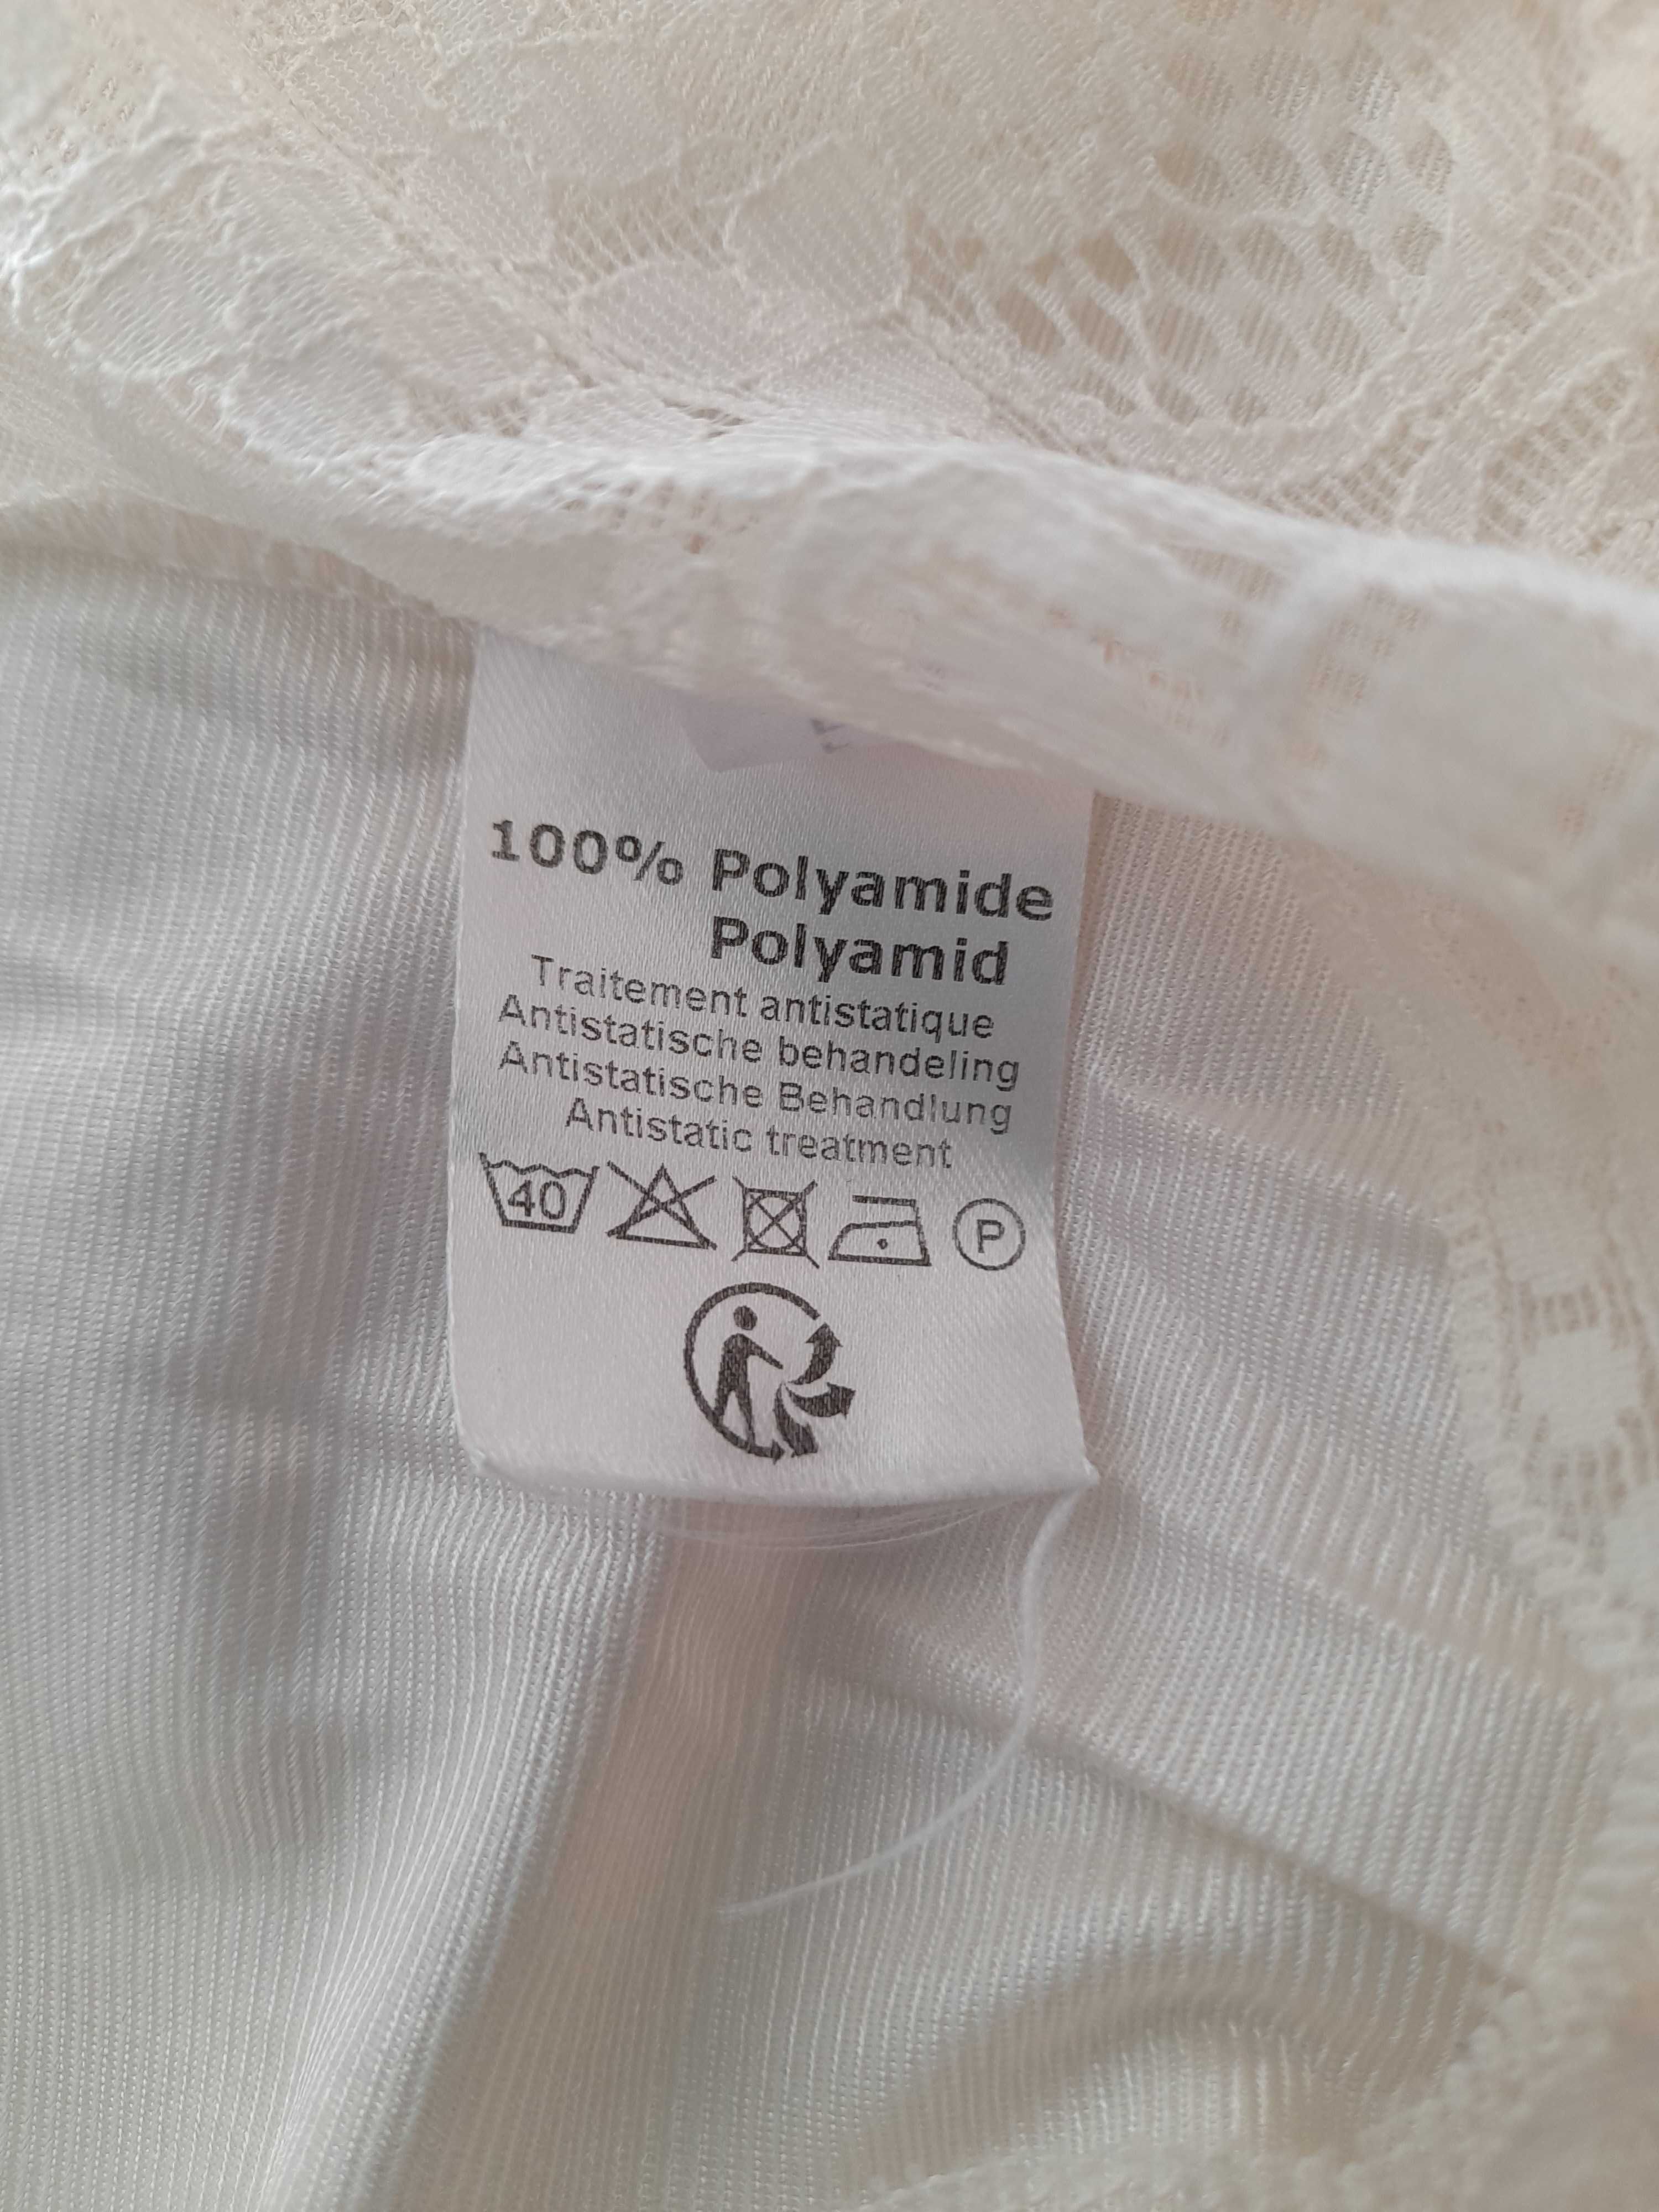 100% Polyamide
Polyamid
Traitement antistatique
Antistatische behandeling
Antistatische Behandlung
Antistatic treatment
40 P